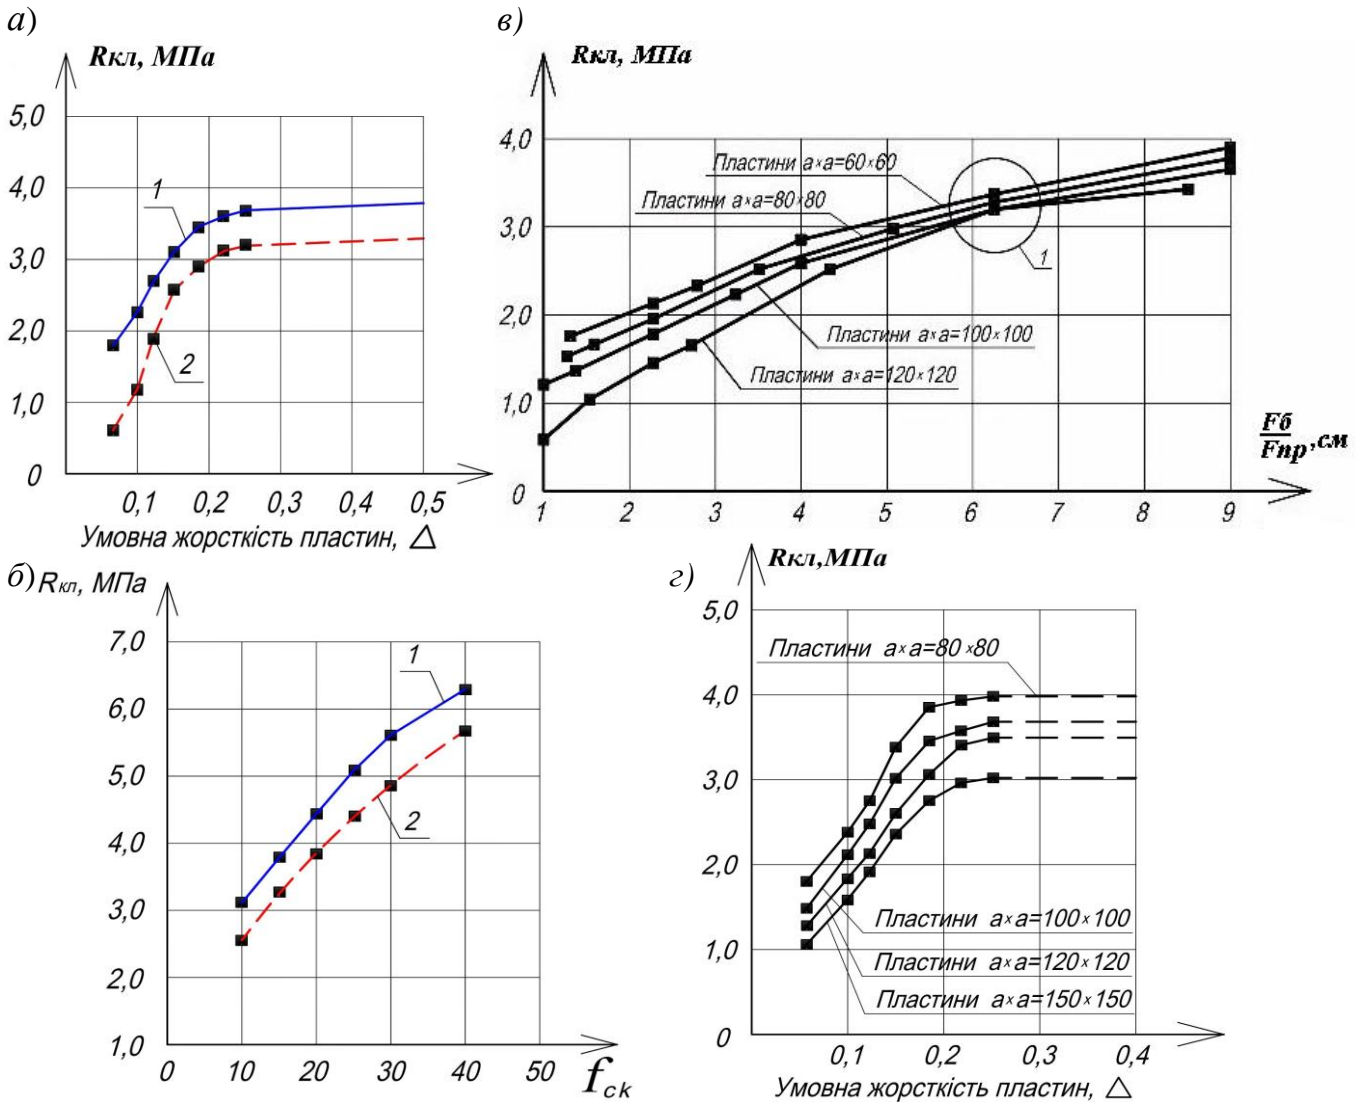 а)
Rкл, МПа
5,0
4,0
3,0
2,0
1,0
0
1
2
0,1 0,2 0,3 0,4 0,5
Умовна жорсткість пластин, △
в)
Rкл, МПа
4,0
3,0
2,0
1,0
0
Пластини а×а=60×60
Пластини а×а=80×80
1
Пластини а×а=100×100
Пластини а×а=120×120
Fб
Fпр
,см
1 2 3 4 5 6 7 8 9
б)
Rкл, МПа
7,0
6,0
5,0
4,0
3,0
2,0
1,0
1
2
0 10 20 30 40 50
fck
г)
Rкл,МПа
5,0
4,0
3,0
2,0
1,0
0
Пластини а×а=80×80
Пластини а×а=100×100
Пластини а×а=120×120
Пластини а×а=150×150
0,1 0,2 0,3 0,4
Умовна жорсткість пластин, △